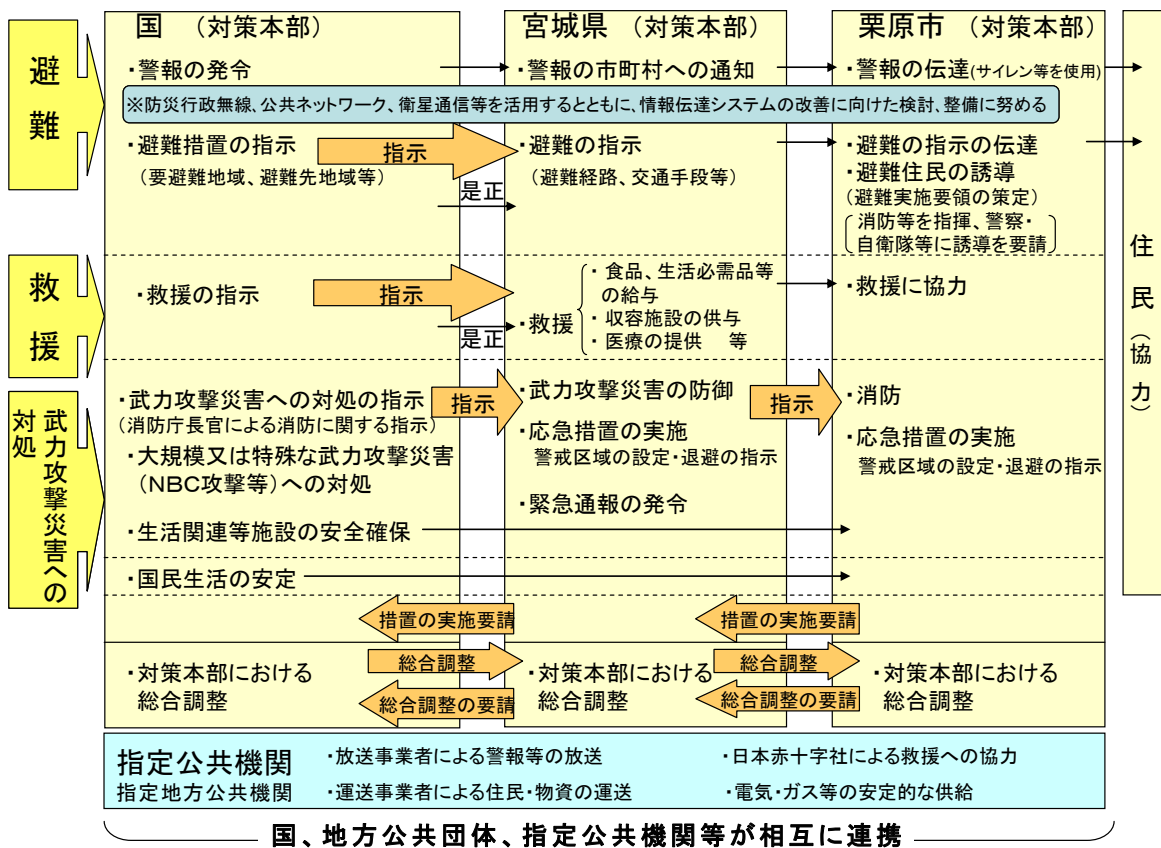 国 (対策本部)
宮城県 (対策本部)
栗原市 (対策本部)
避難
・警報の発令
・警報の市町村への通知
・警報の伝達(サイレン等を使用)
※防災行政無線、公共ネットワーク、衛星通信等を活用するとともに、情報伝達システムの改善に向けた検討、整備に努める
・避難措置の指示
(要避難地域、避難先地域等)
指示
是正
・避難の指示
(避難経路、交通手段等)
・避難の指示の伝達
・避難住民の誘導
(避難実施要領の策定)
消防等を指揮、警察・
自衛隊等に誘導を要請
住民(協力)
救援
・救援の指示
指示
是正
・救援
・食品、生活必需品等
の給与
・収容施設の供与
・医療の提供 等
・救援に協力
武力攻撃災害への
対処
・武力攻撃災害への対処の指示
(消防庁長官による消防に関する指示)
・大規模又は特殊な武力攻撃災害
(NBC攻撃等)への対処
指示
・武力攻撃災害の防御
・応急措置の実施
警戒区域の設定・退避の指示
・緊急通報の発令
指示
・消防
・応急措置の実施
警戒区域の設定・退避の指示
・生活関連等施設の安全確保
・国民生活の安定
措置の実施要請
措置の実施要請
・対策本部における
総合調整
総合調整
総合調整の要請
・対策本部における
総合調整
総合調整
総合調整の要請
・対策本部における
総合調整
指定公共機関
指定地方公共機関
・放送事業者による警報等の放送
・日本赤十字社による救援への協力
・運送事業者による住民・物資の運送
・電気・ガス等の安定的な供給
国、地方公共団体、指定公共機関等が相互に連携